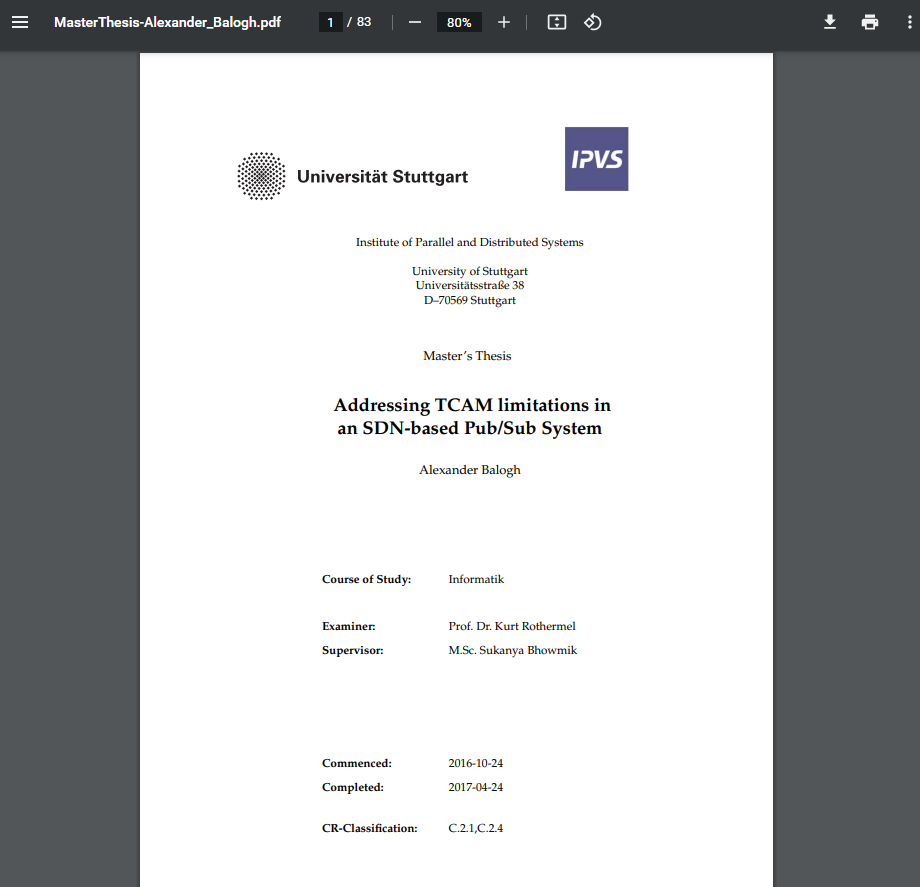 MasterThesis-Alexander_Balogh.pdf 1 / 83 80%
Universität Stuttgart
IPVS
Institute of Parallel and Distributed Systems
University of Stuttgart
Universitätsstraße 38
D–70569 Stuttgart
Master's Thesis
Addressing TCAM limitations in
an SDN-based Pub/Sub System
Alexander Balogh
Course of Study: Informatik
Examiner: Prof. Dr. Kurt Rothermel
Supervisor: M.Sc. Sukanya Bhowmik
Commenced: 2016-10-24
Completed: 2017-04-24
CR-Classification: C.2.1,C.2.4